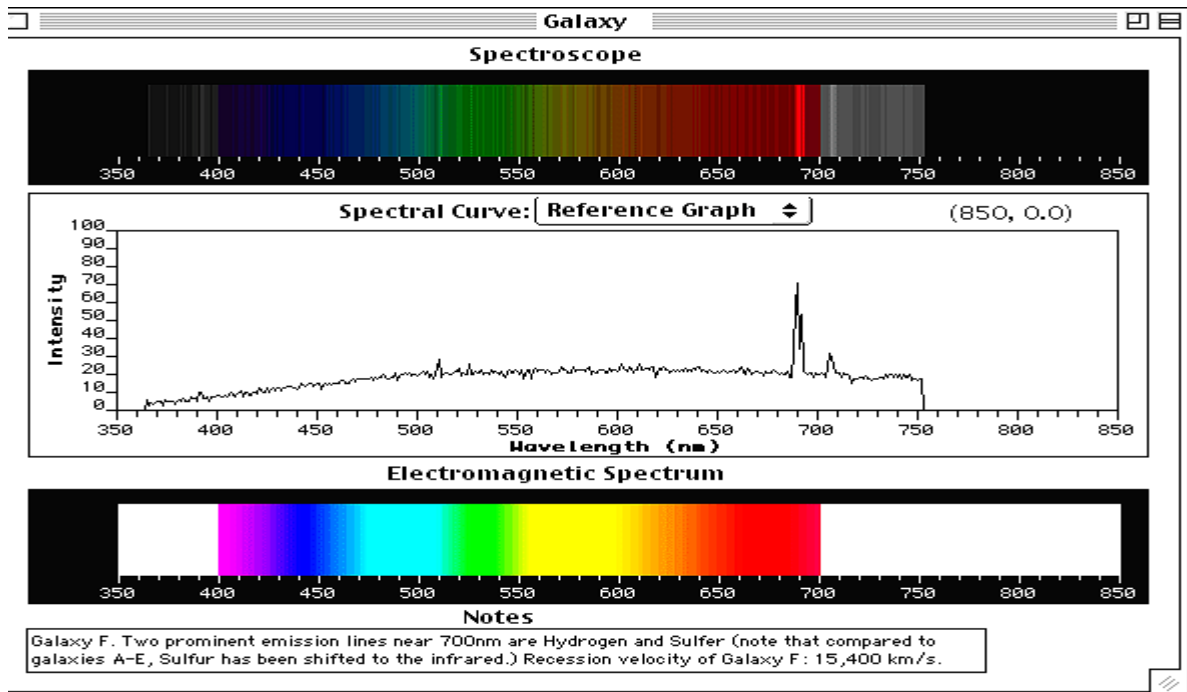 Galaxy
Spectroscope
350 400 450 500 550 600 650 700 750 800 850
Spectral Curve: Reference Graph (850, 0.0)
100
90
80
70
60
50
40
30
20
10
0
Intensity
350 400 450 500 550 600 650 700 750 800 850
Wavelength (nm)
Electromagnetic Spectrum
350 400 450 500 550 600 650 700 750 800 850
Notes
Galaxy F. Two prominent emission lines near 700nm are Hydrogen and Sulfer (note that compared to
galaxies A-E, Sulfur has been shifted to the infrared.) Recession velocity of Galaxy F: 15,400 km/s.